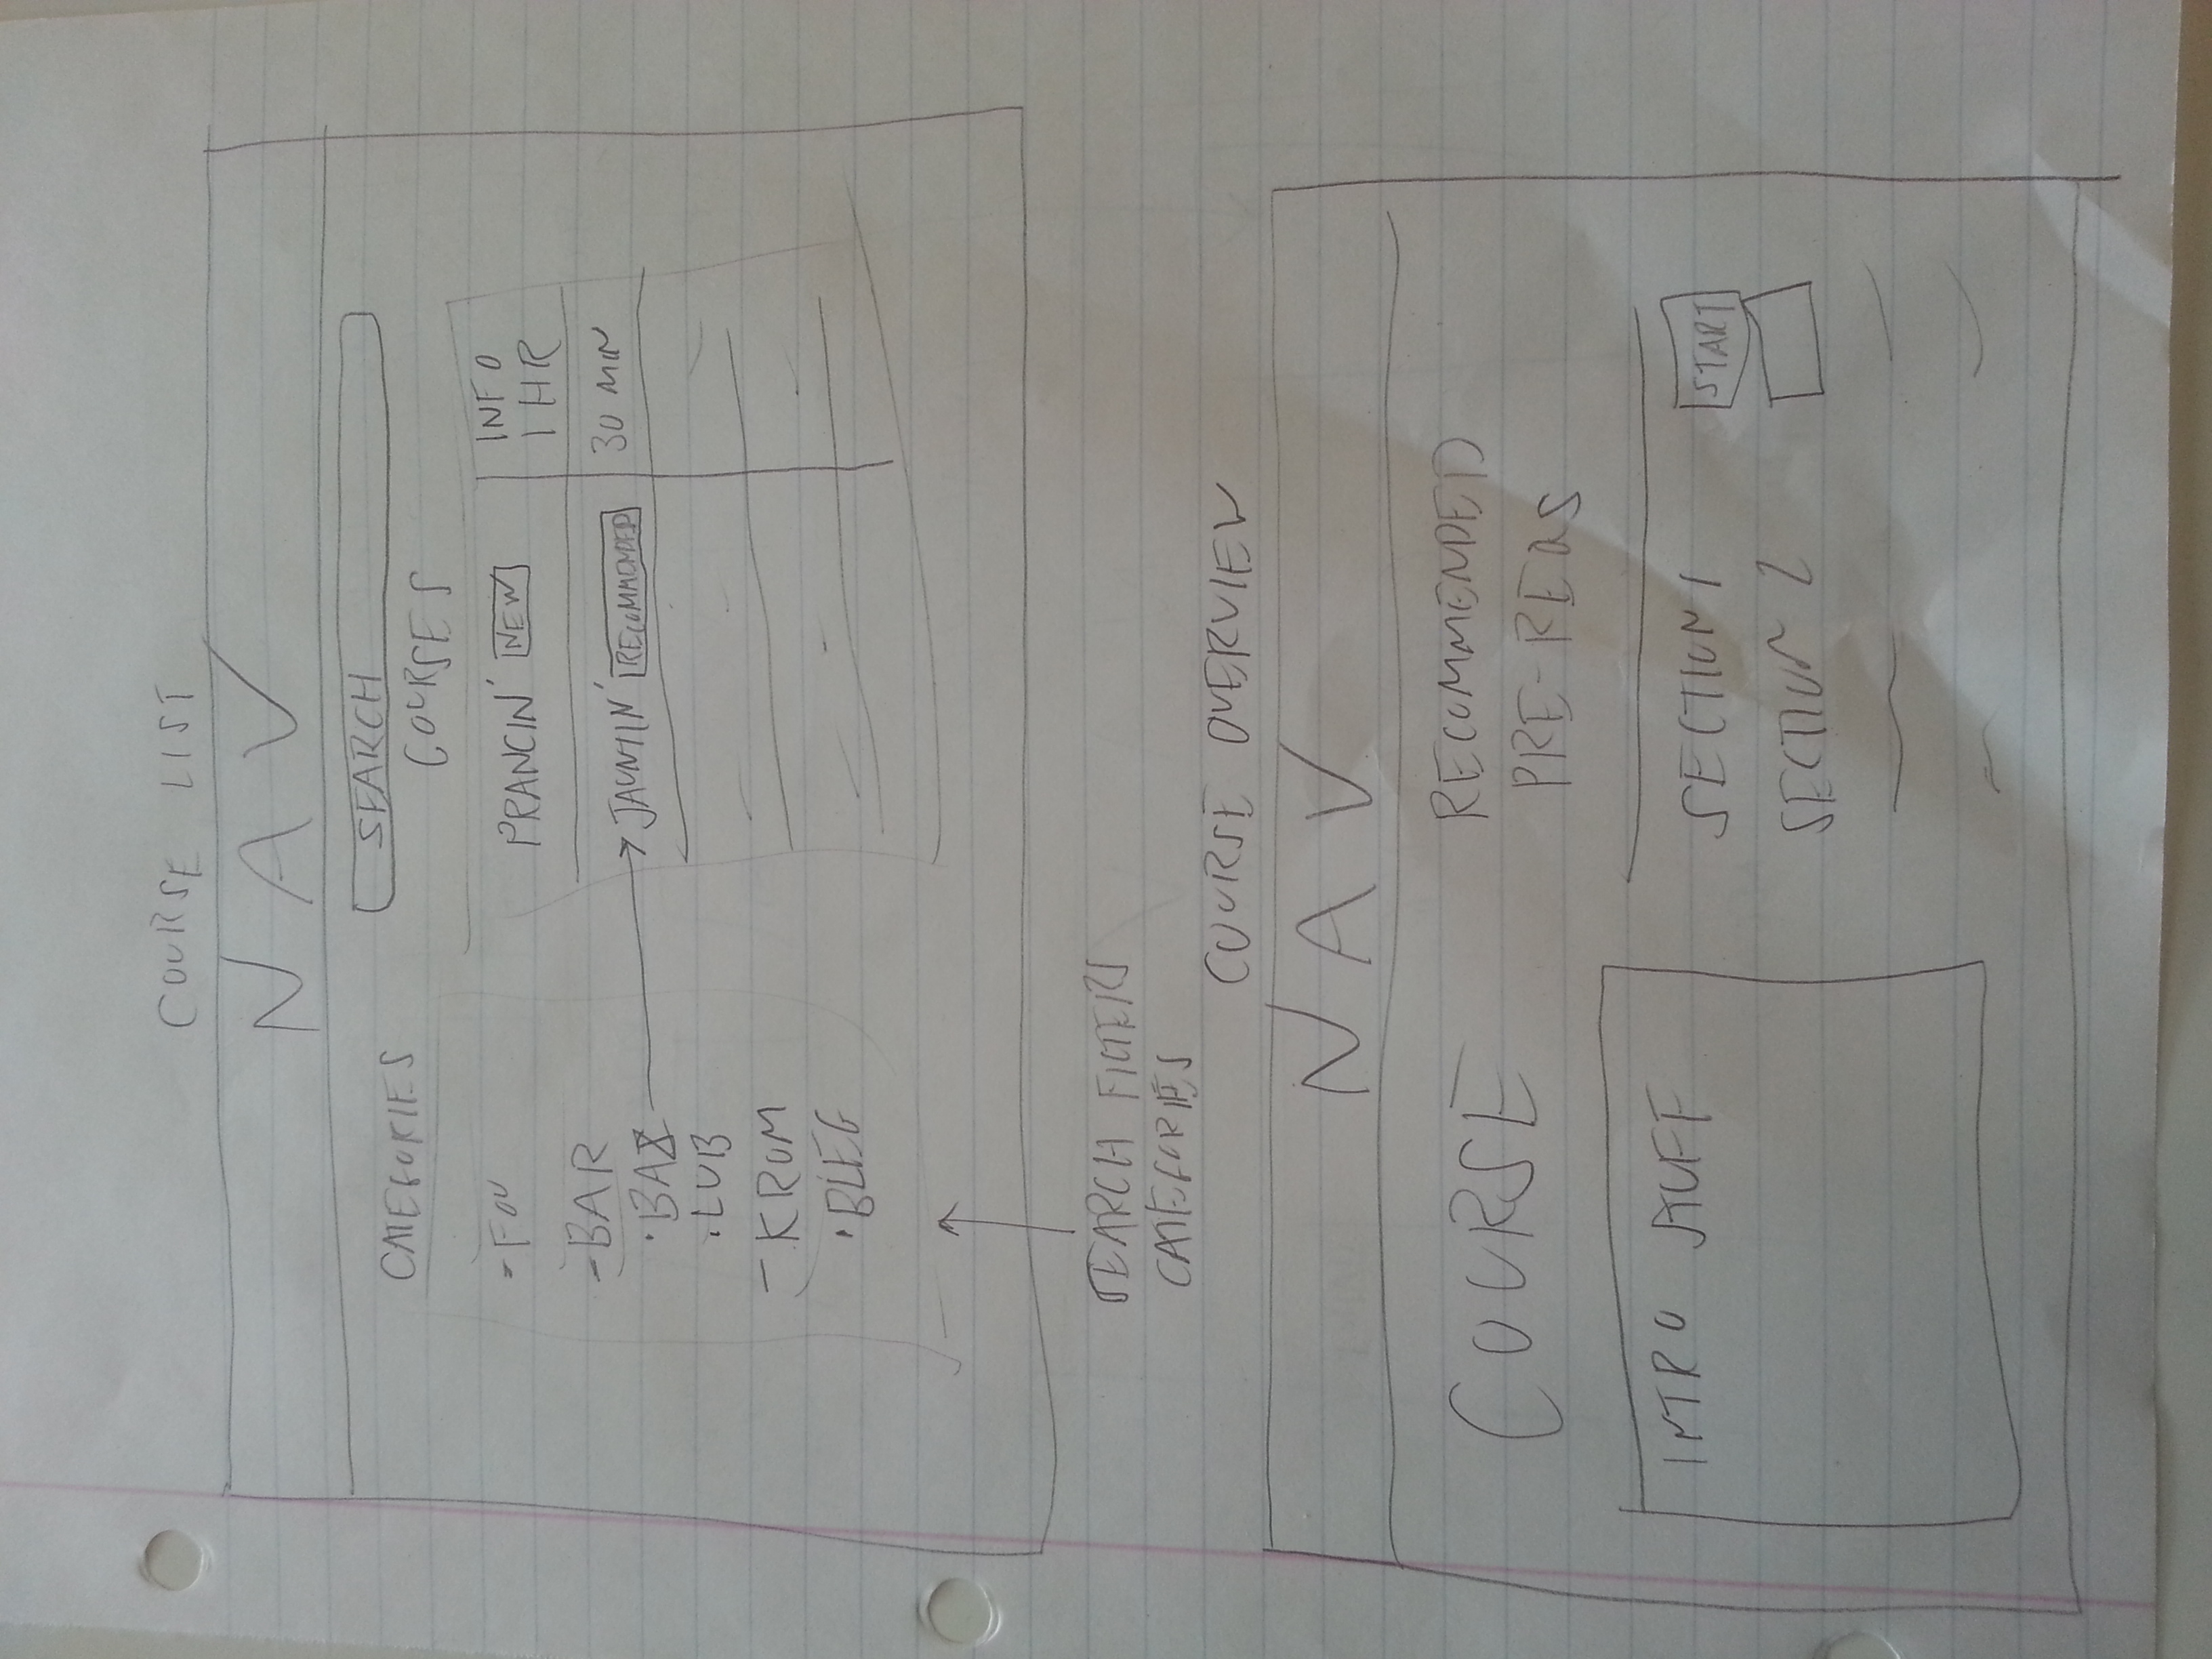 COURSE LIST
NAV
SEARCH
CATEGORIES
COURSES
- FOO
PRANCIN' NEW
INFO
1 HR
- BAR
· BAZ
JAUNTIN' RECOMMENDED
30 MIN
· LUB
- KROM
· BLEG
SEARCH FILTERS
CATEGORIES
COURSE OVERVIEW
NAV
COURSE
RECOMMENDED
PRE-REQS
INTRO STUFF
SECTION 1
START
SECTION 2